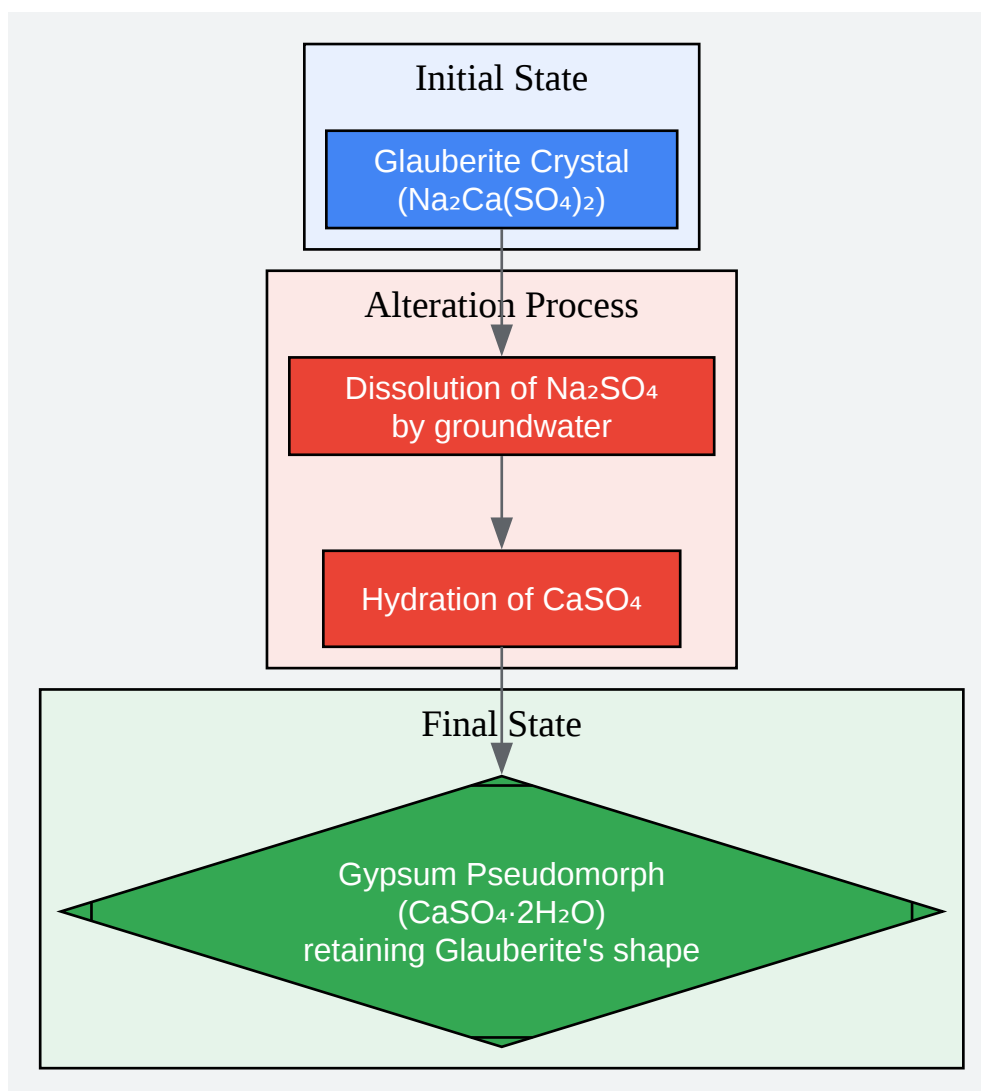 Initial State
Glauberite Crystal
(Na₂Ca(SO₄)₂)
Alteration Process
Dissolution of Na₂SO₄
by groundwater
Hydration of CaSO₄
Final State
Gypsum Pseudomorph
(CaSO₄·2H₂O)
retaining Glauberite's shape